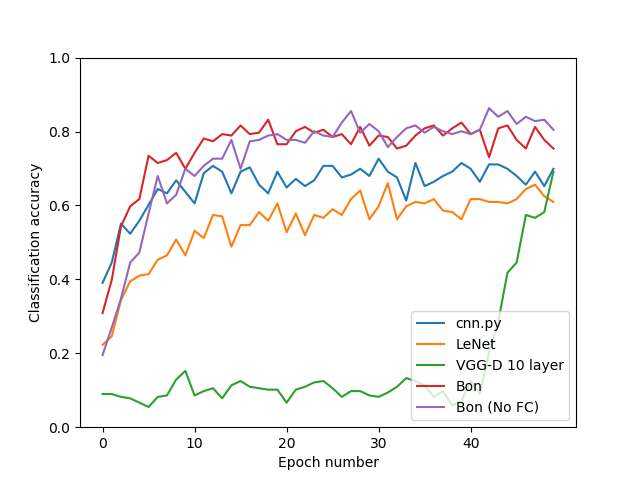 1.0
0.8
0.6
0.4
0.2
0.0
Classification accuracy
cnn.py
LeNet
VGG-D 10 layer
Bon
Bon (No FC)
0 10 20 30 40
Epoch number